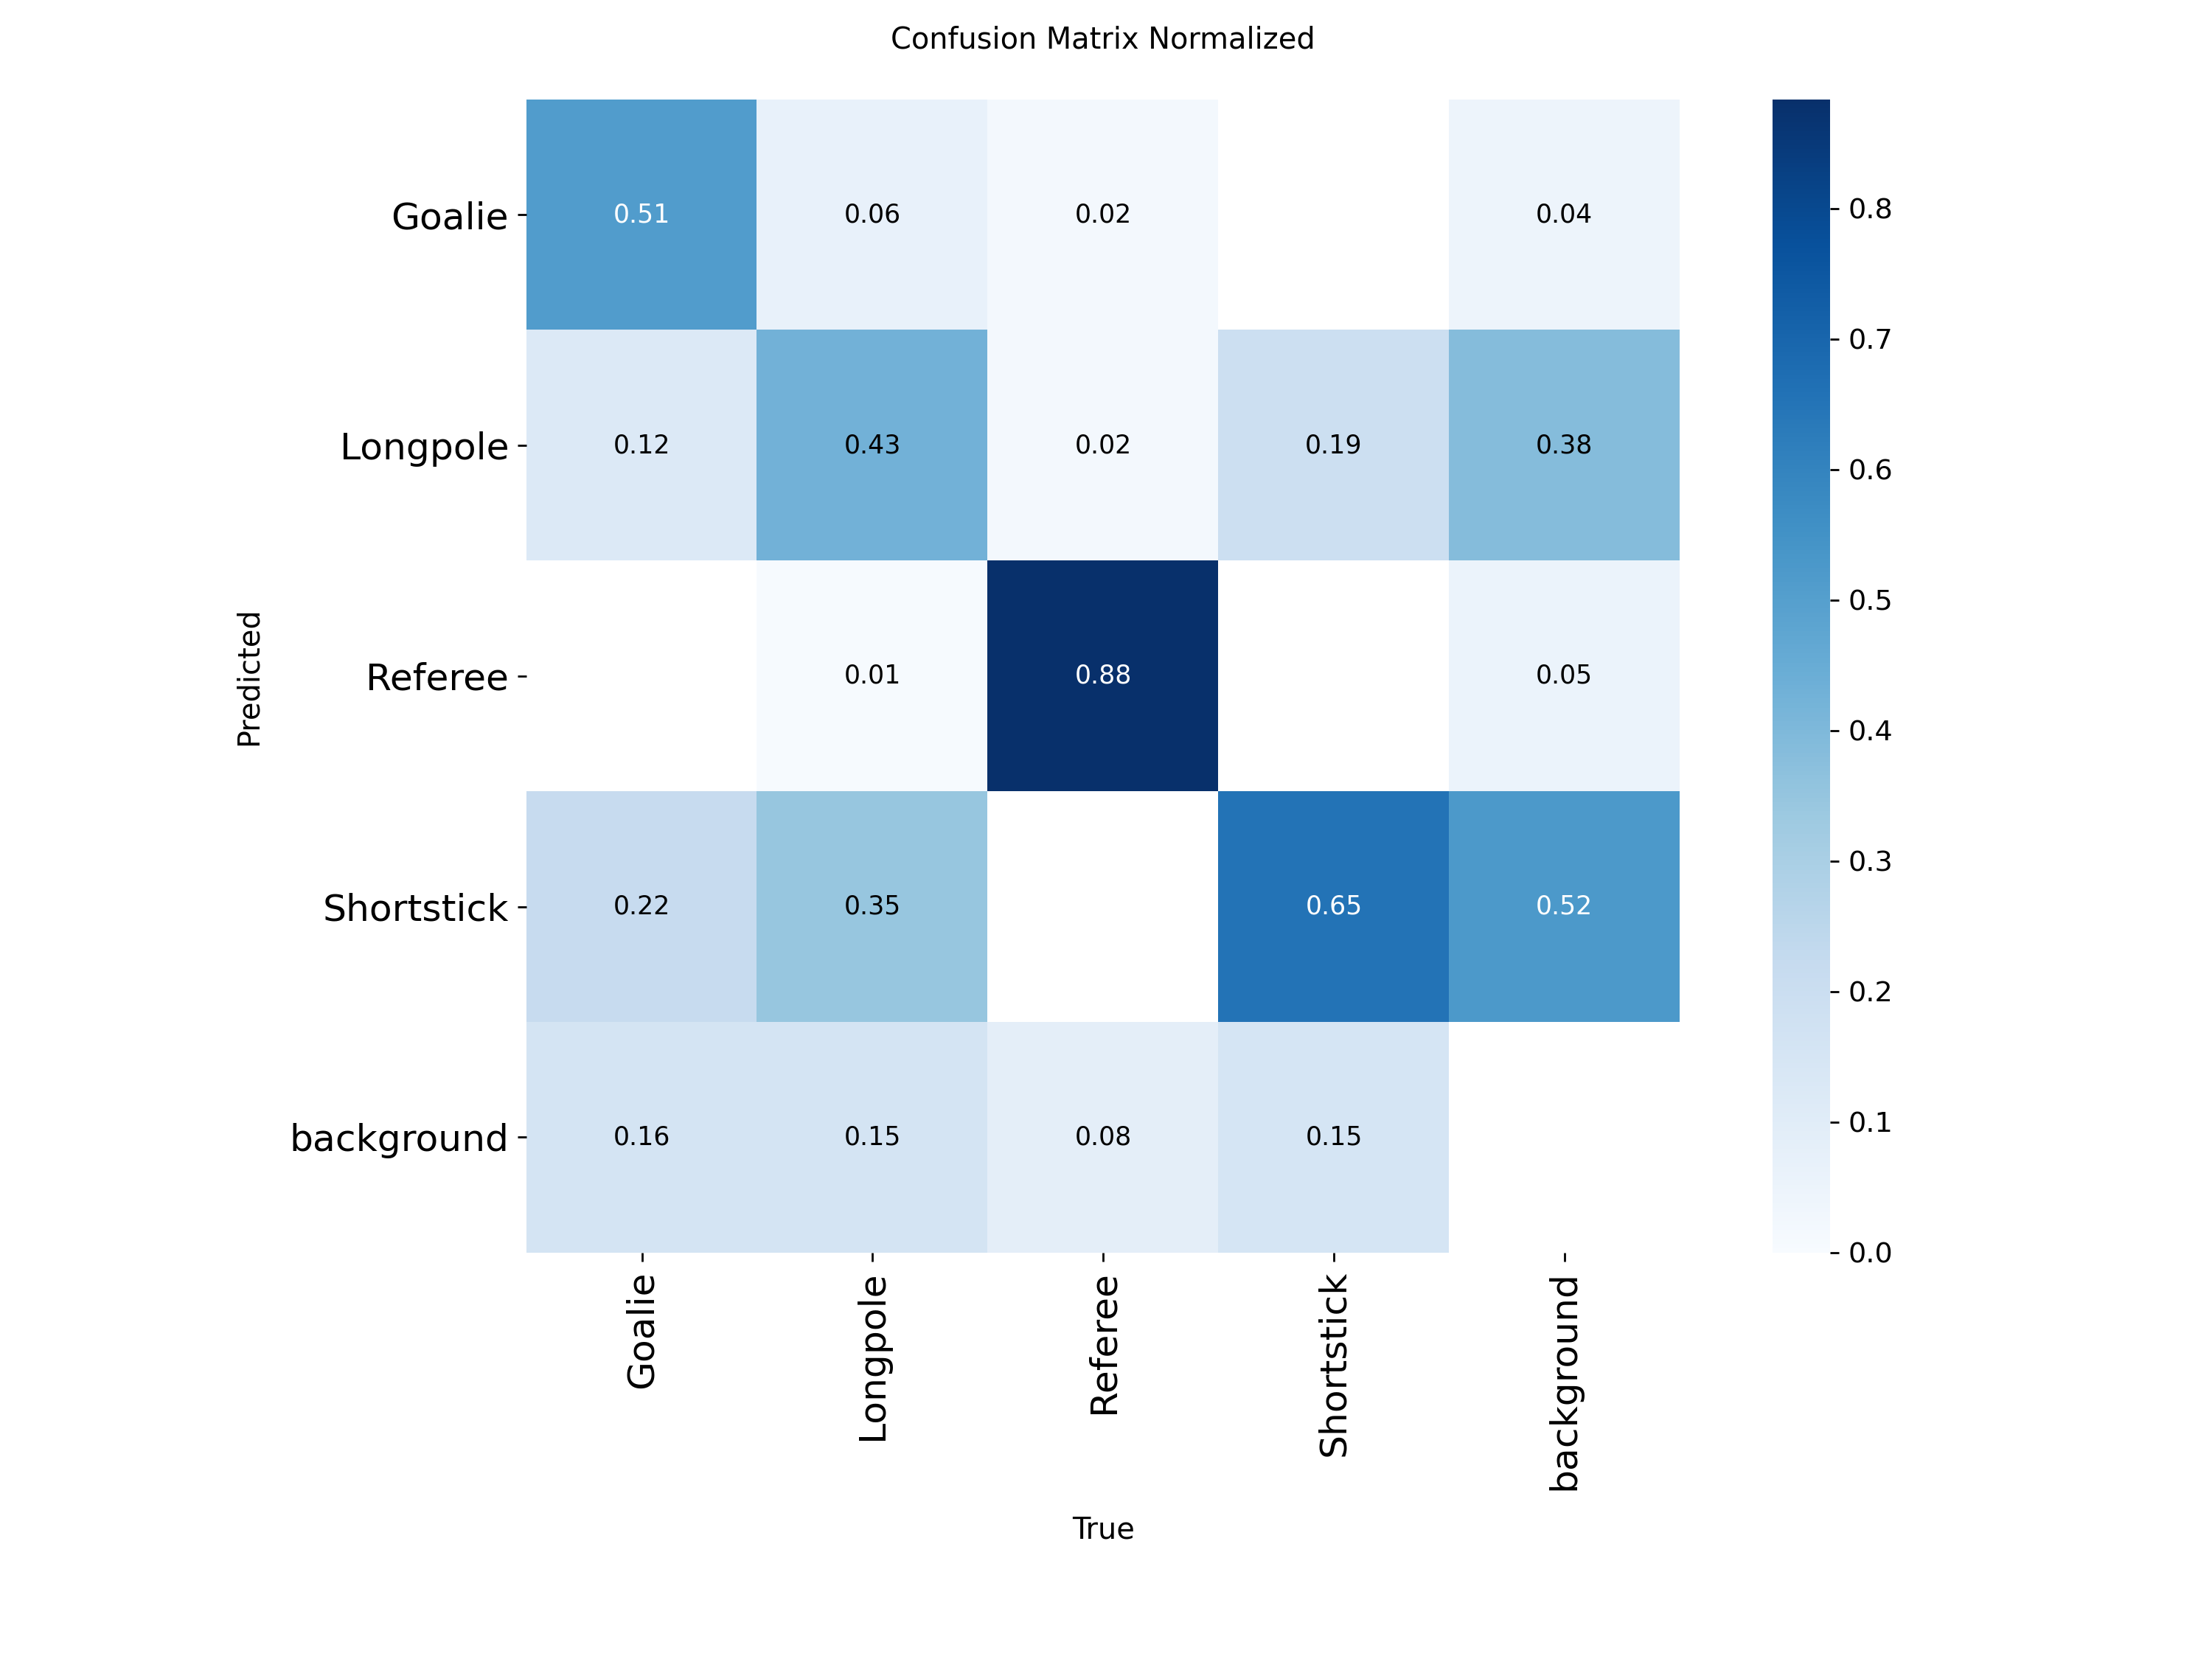 Confusion Matrix Normalized
Predicted
Goalie 0.51 0.06 0.02 0.04
Longpole 0.12 0.43 0.02 0.19 0.38
Referee 0.01 0.88 0.05
Shortstick 0.22 0.35 0.65 0.52
background 0.16 0.15 0.08 0.15
Goalie Longpole Referee Shortstick background
True
0.8
0.7
0.6
0.5
0.4
0.3
0.2
0.1
0.0